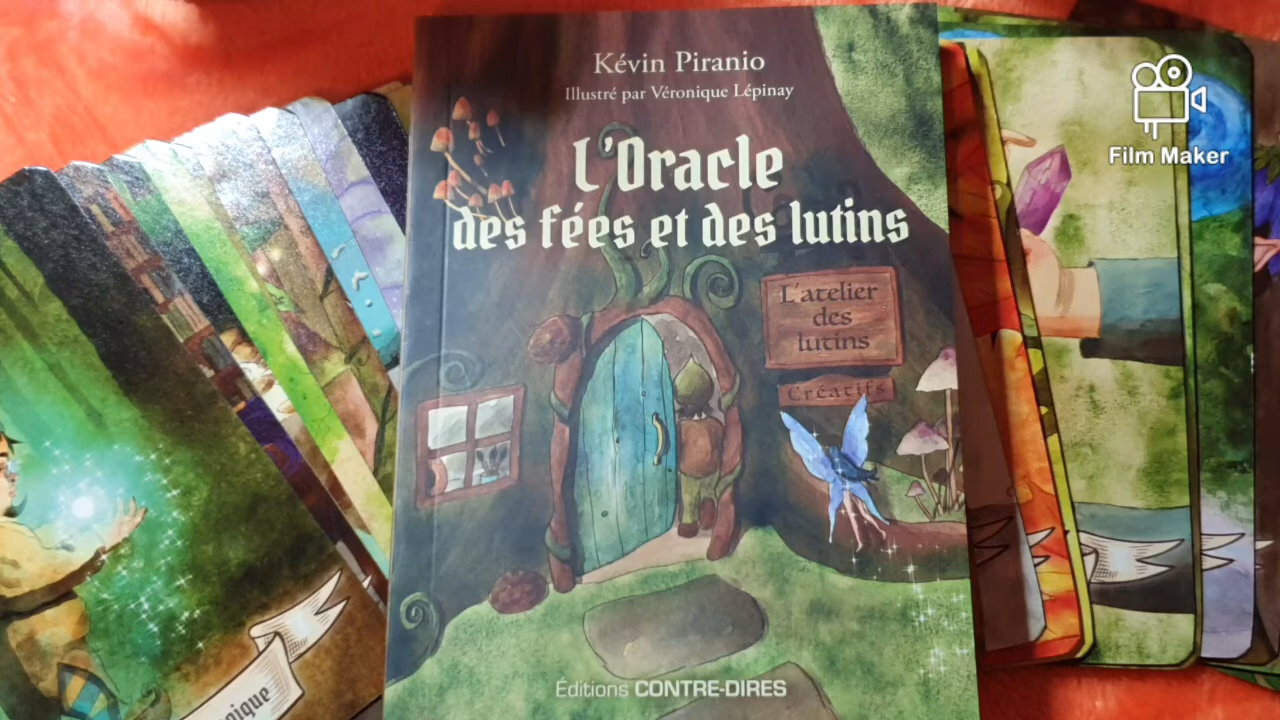 Kévin Piranio
Illustré par Véronique Lépinay
L'Oracle
des fées et des lutins
L'atelier
des
lutins
Créatifs
Éditions CONTRE-DIRES
Film Maker